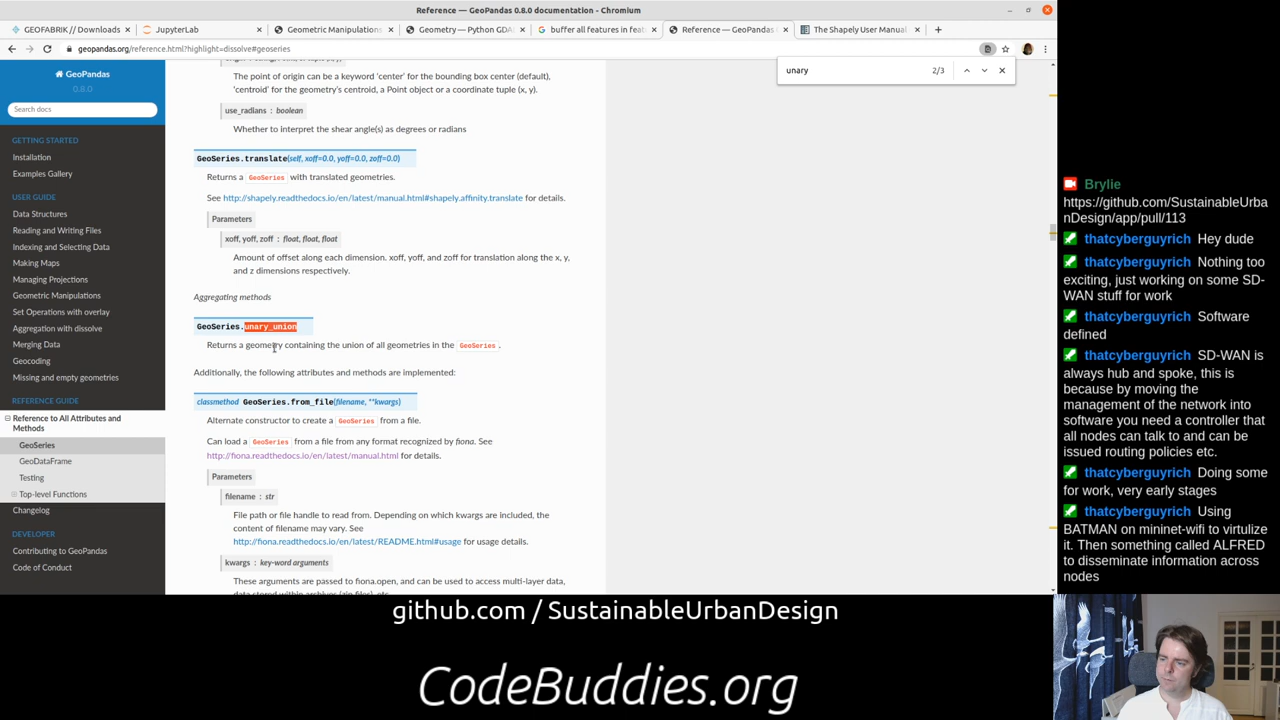 Reference — GeoPandas 0.8.0 documentation - Chromium
GEOFABRIK // Downloads
JupyterLab
Geometric Manipulations
Geometry — Python GDAL
buffer all features in feat
Reference — GeoPandas
The Shapely User Manual
geopandas.org/reference.html?highlight=dissolve#geoseries
unary
2/3
GeoPandas
0.8.0
Search docs
GETTING STARTED
Installation
Examples Gallery
USER GUIDE
Data Structures
Reading and Writing Files
Indexing and Selecting Data
Making Maps
Managing Projections
Geometric Manipulations
Set Operations with overlay
Aggregation with dissolve
Merging Data
Geocoding
Missing and empty geometries
REFERENCE GUIDE
Reference to All Attributes and
Methods
GeoSeries
GeoDataFrame
Testing
Top-level Functions
Changelog
DEVELOPER
Contributing to GeoPandas
Code of Conduct
The point of origin can be a keyword 'center' for the bounding box center (default),
'centroid' for the geometry's centroid, a Point object or a coordinate tuple (x, y).
use_radians : boolean
Whether to interpret the shear angle(s) as degrees or radians
GeoSeries.translate(self, xoff=0.0, yoff=0.0, zoff=0.0)
Returns a GeoSeries with translated geometries.
See http://shapely.readthedocs.io/en/latest/manual.html#shapely.affinity.translate for details.
Parameters
xoff, yoff, zoff : float, float, float
Amount of offset along each dimension. xoff, yoff, and zoff for translation along the x, y,
and z dimensions respectively.
Aggregating methods
GeoSeries.unary_union
Returns a geometry containing the union of all geometries in the GeoSeries.
Additionally, the following attributes and methods are implemented:
classmethod GeoSeries.from_file(filename, **kwargs)
Alternate constructor to create a GeoSeries from a file.
Can load a GeoSeries from a file from any format recognized by fiona. See
http://fiona.readthedocs.io/en/latest/manual.html for details.
Parameters
filename : str
File path or file handle to read from. Depending on which kwargs are included, the
content of filename may vary. See
http://fiona.readthedocs.io/en/latest/README.html#usage for usage details.
kwargs : key-word arguments
These arguments are passed to fiona.open, and can be used to access multi-layer data,
data stored within archives (zip files), etc.
Brylie
https://github.com/SustainableUrba
nDesign/app/pull/113
thatcyberguyrich Hey dude
thatcyberguyrich Nothing too
exciting, just working on some SD-
WAN stuff for work
thatcyberguyrich Software
defined
thatcyberguyrich SD-WAN is
always hub and spoke, this is
because by moving the
management of the network into
software you need a controller that
all nodes can talk to and can be
issued routing policies etc.
thatcyberguyrich Doing some
for work, very early stages
thatcyberguyrich Using
BATMAN on mininet-wifi to virtulize
it. Then something called ALFRED
to disseminate information across
nodes
github.com / SustainableUrbanDesign
CodeBuddies.org